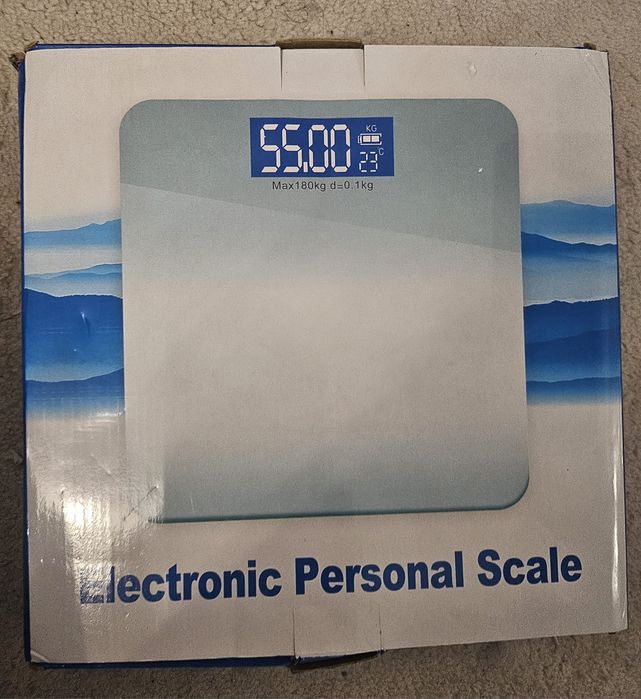 55.00 KG
23°C
Max180kg d=0.1kg
Electronic Personal Scale